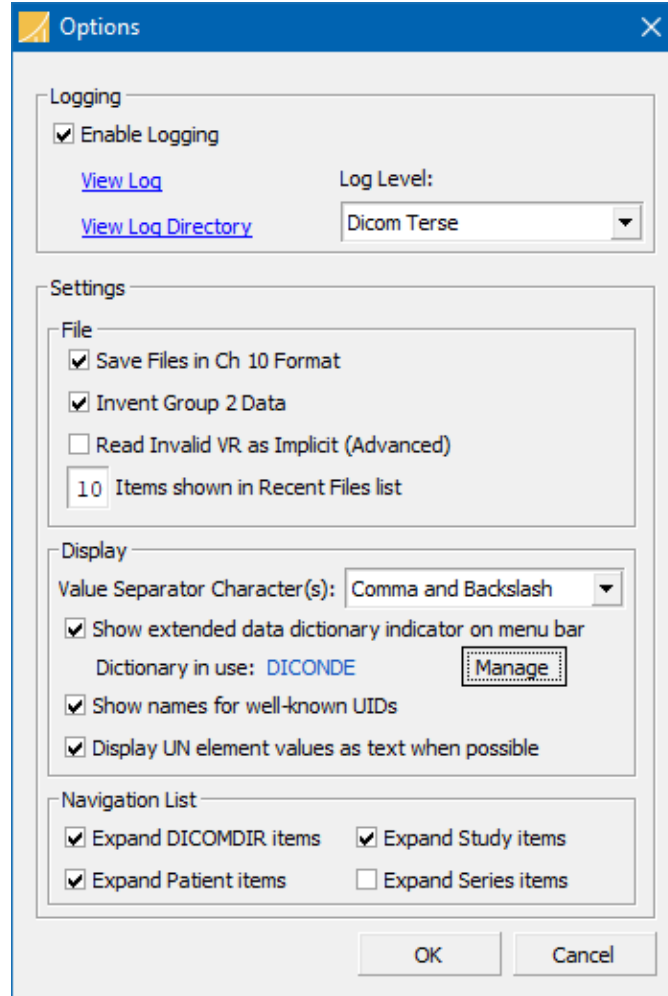 Options
Logging
Enable Logging
View Log
Log Level:
View Log Directory
Dicom Terse
Settings
File
Save Files in Ch 10 Format
Invent Group 2 Data
Read Invalid VR as Implicit (Advanced)
10 Items shown in Recent Files list
Display
Value Separator Character(s): Comma and Backslash
Show extended data dictionary indicator on menu bar
Dictionary in use: DICONDE Manage
Show names for well-known UIDs
Display UN element values as text when possible
Navigation List
Expand DICOMDIR items Expand Study items
Expand Patient items Expand Series items
OK Cancel